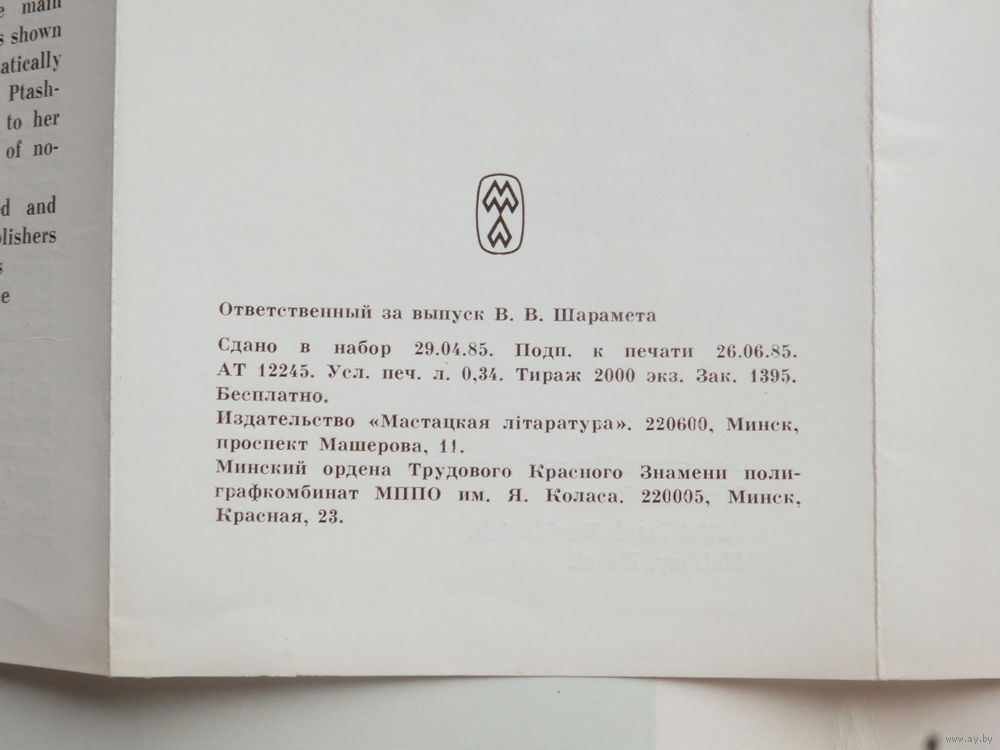 main
shown
atically
Ptash-
to her
of no-
and
lishers
Ответственный за выпуск В. В. Шарамета
Сдано в набор 29.04.85. Подп. к печати 26.06.85.
АТ 12245. Усл. печ. л. 0,34. Тираж 2000 экз. Зак. 1395.
Бесплатно.
Издательство «Мастацкая літаратура». 220600, Минск,
проспект Машерова, 11.
Минский ордена Трудового Красного Знамени поли-
графкомбинат МППО им. Я. Коласа. 220005, Минск,
Красная, 23.
www.ay.by